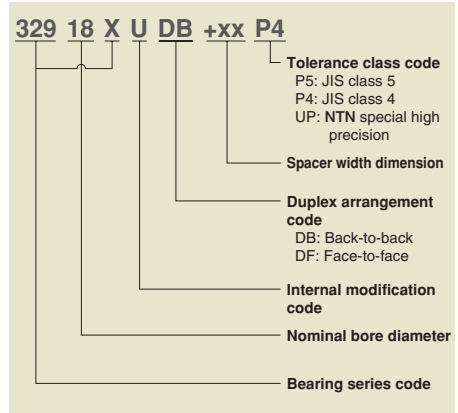 329 18 X U DB +xx P4
Tolerance class code
P5: JIS class 5
P4: JIS class 4
UP: NTN special high
precision
Spacer width dimension
Duplex arrangement
code
DB: Back-to-back
DF: Face-to-face
Internal modification
code
Nominal bore diameter
Bearing series code